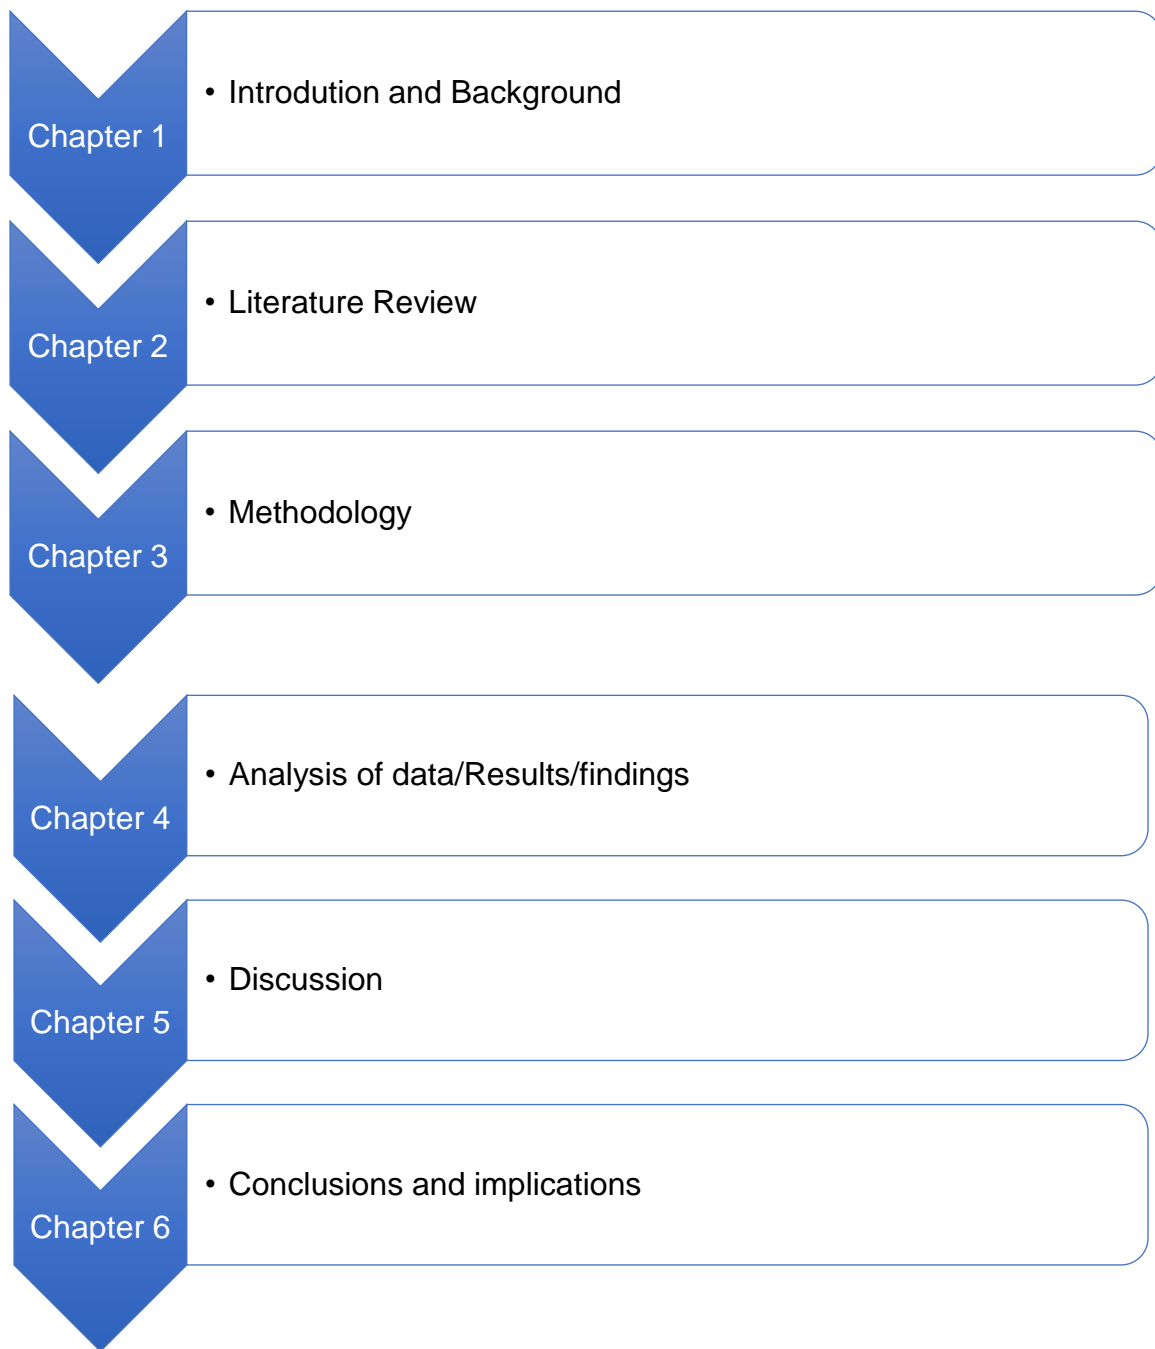 Chapter 1
• Introdution and Background
Chapter 2
• Literature Review
Chapter 3
• Methodology
Chapter 4
• Analysis of data/Results/findings
Chapter 5
• Discussion
Chapter 6
• Conclusions and implications